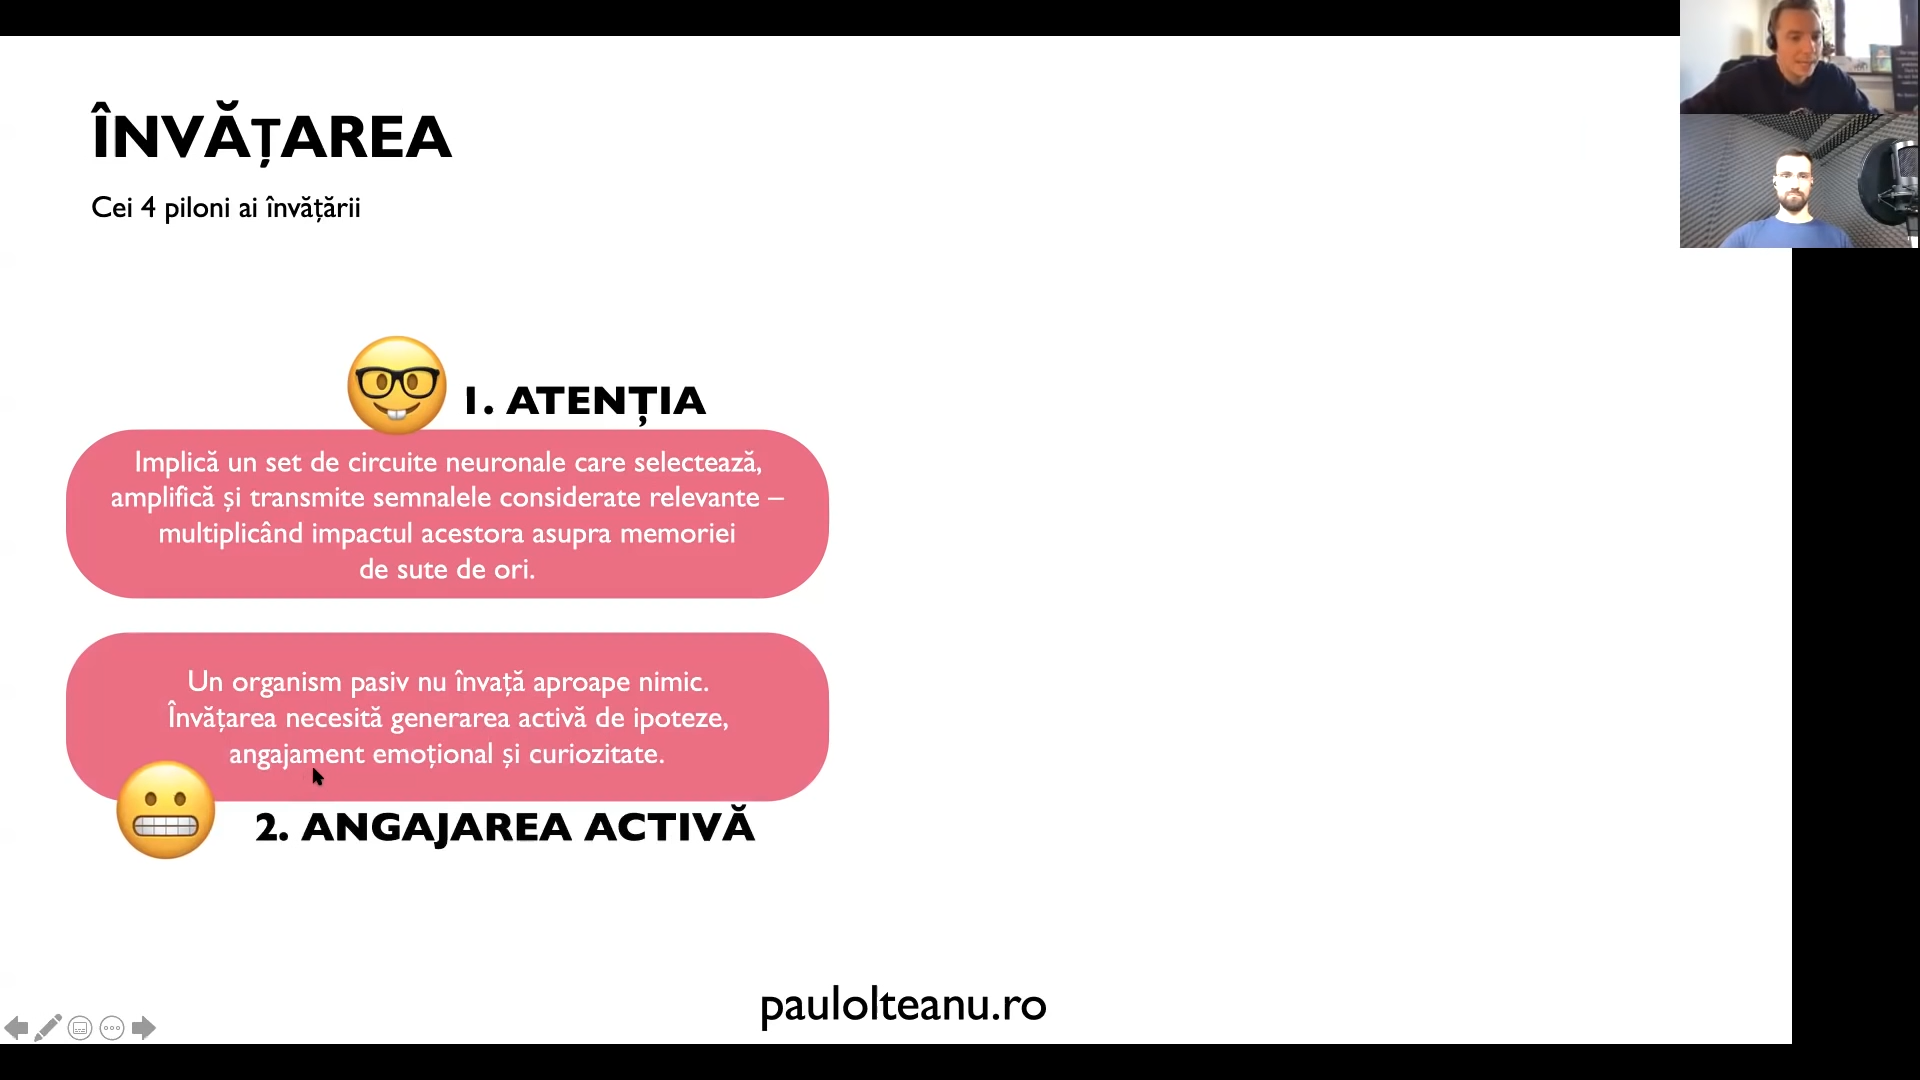 ÎNVĂȚAREA
Cei 4 piloni ai învățării
1. ATENȚIA
Implică un set de circuite neuronale care selectează,
amplifică și transmite semnalele considerate relevante –
multiplicând impactul acestora asupra memoriei
de sute de ori.
Un organism pasiv nu învață aproape nimic.
Învățarea necesită generarea activă de ipoteze,
angajament emoțional și curiozitate.
2. ANGAJAREA ACTIVĂ
paulolteanu.ro